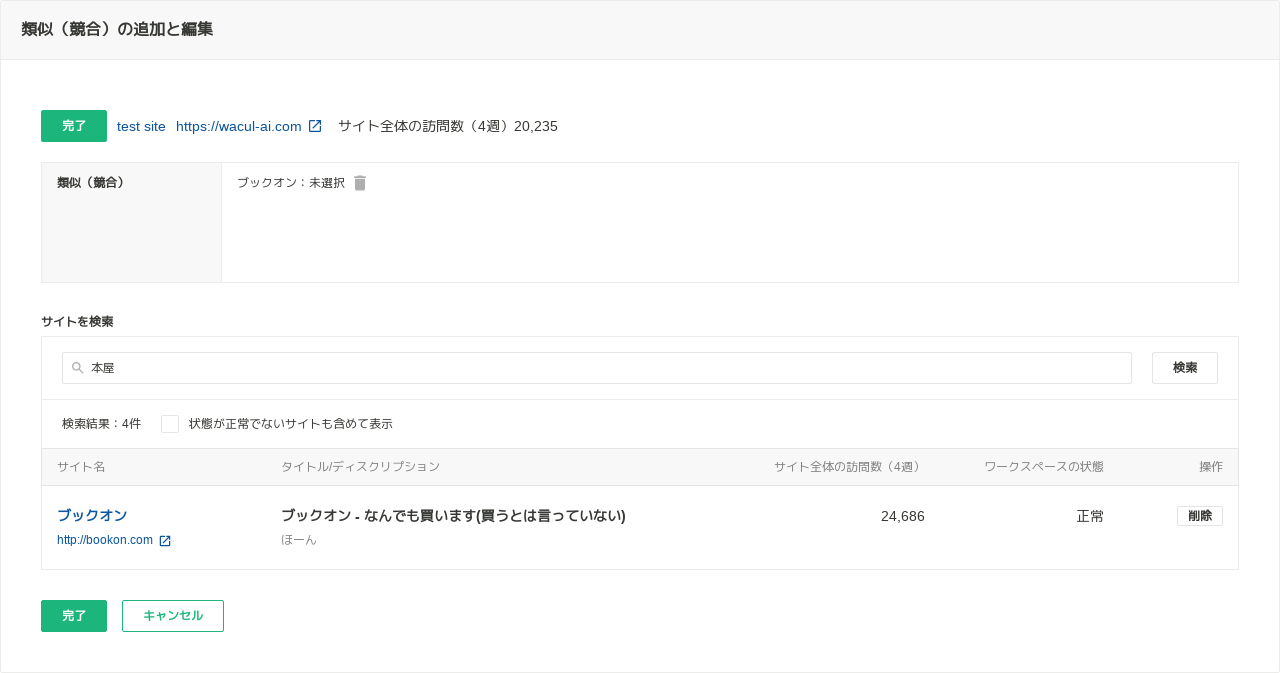 類似（競合）の追加と編集
完了 test site https://wacul-ai.com サイト全体の訪問数（4週）20,235
類似（競合） ブックオン：未選択
サイトを検索
本屋 検索
検索結果：4件 状態が正常でないサイトも含めて表示
サイト名 タイトル/ディスクリプション サイト全体の訪問数（4週） ワークスペースの状態 操作
ブックオン ブックオン - なんでも買います(買うとは言っていない) 24,686 正常 削除
http://bookon.com ほーん
完了 キャンセル